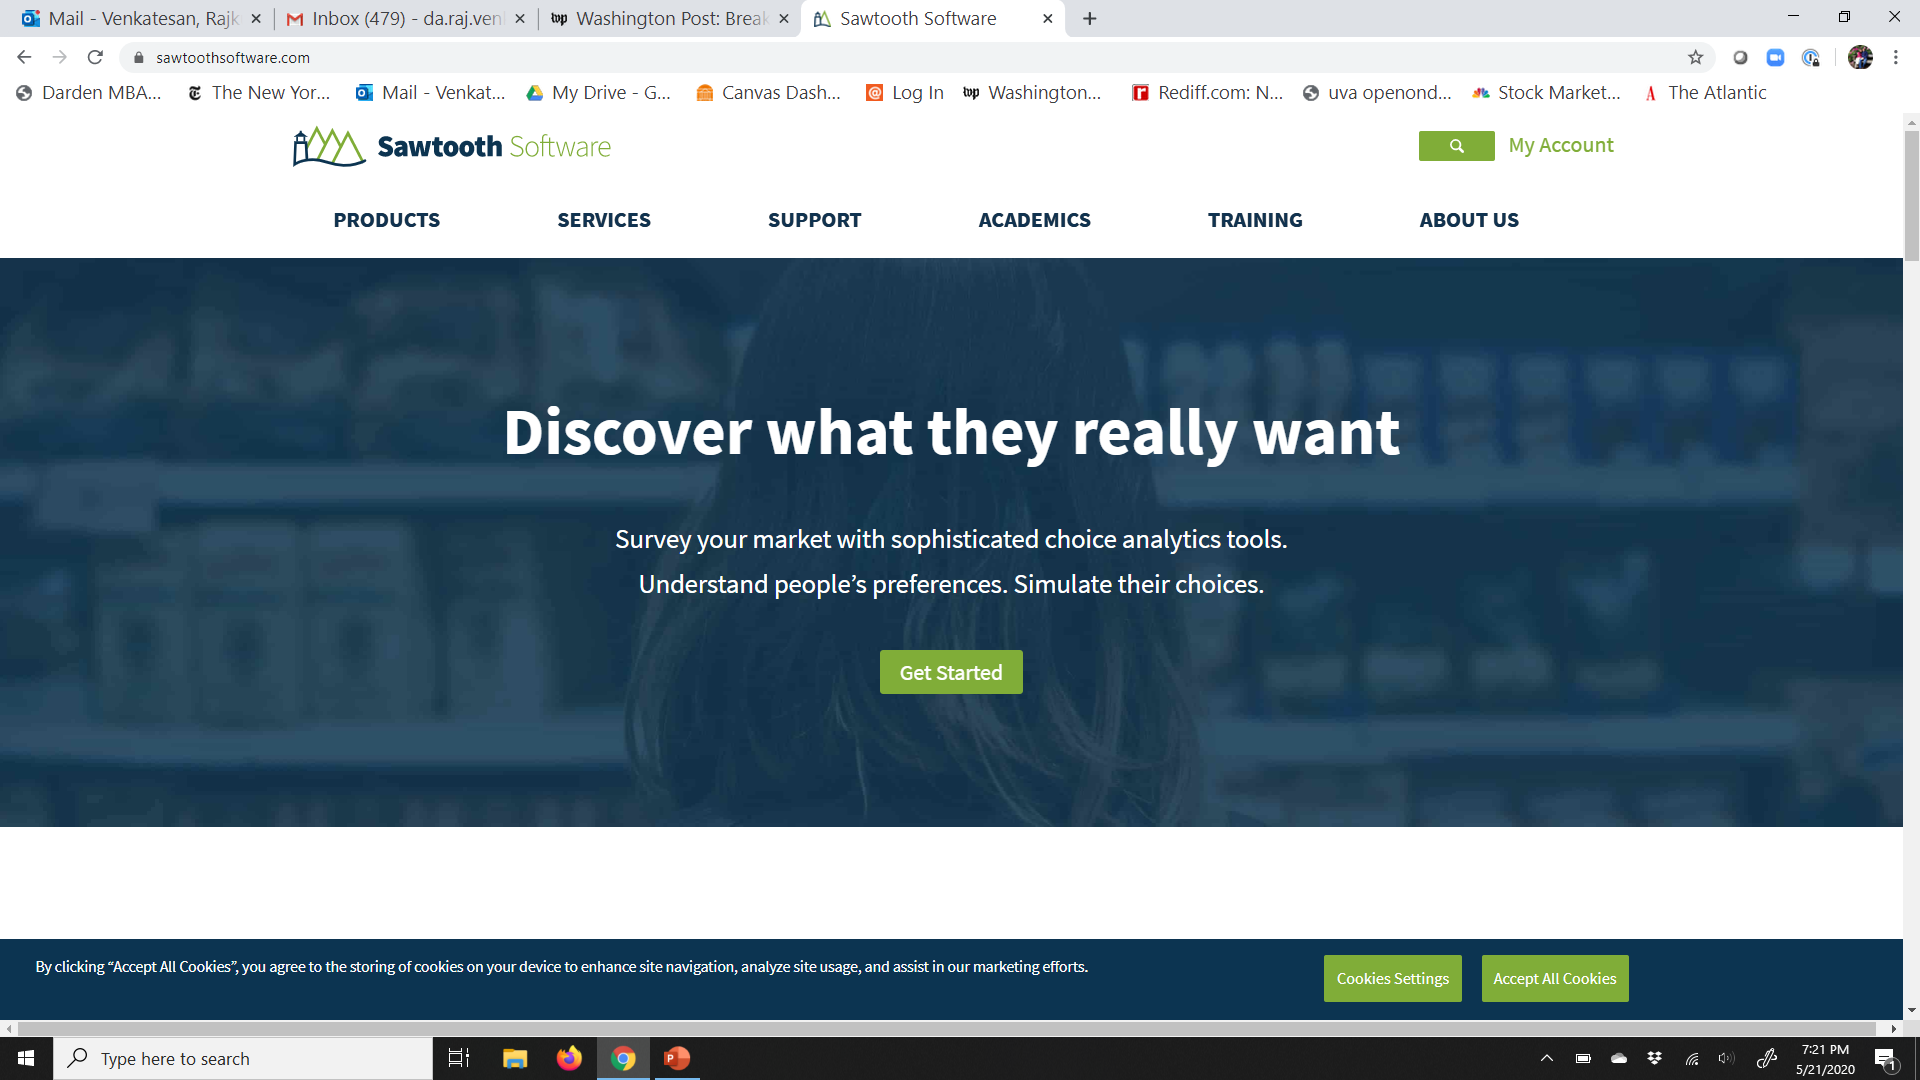 Mail - Venkatesan, Rajk
Inbox (479) - da.raj.ven
Washington Post: Break
Sawtooth Software
sawtoothsoftware.com
Darden MBA... The New Yor... Mail - Venkat... My Drive - G... Canvas Dash... Log In Washington... Rediff.com: N... uva openond... Stock Market... The Atlantic
Sawtooth Software
My Account
PRODUCTS SERVICES SUPPORT ACADEMICS TRAINING ABOUT US
Discover what they really want
Survey your market with sophisticated choice analytics tools.
Understand people’s preferences. Simulate their choices.
Get Started
By clicking “Accept All Cookies”, you agree to the storing of cookies on your device to enhance site navigation, analyze site usage, and assist in our marketing efforts.
Cookies Settings
Accept All Cookies
Type here to search
7:21 PM
5/21/2020
1